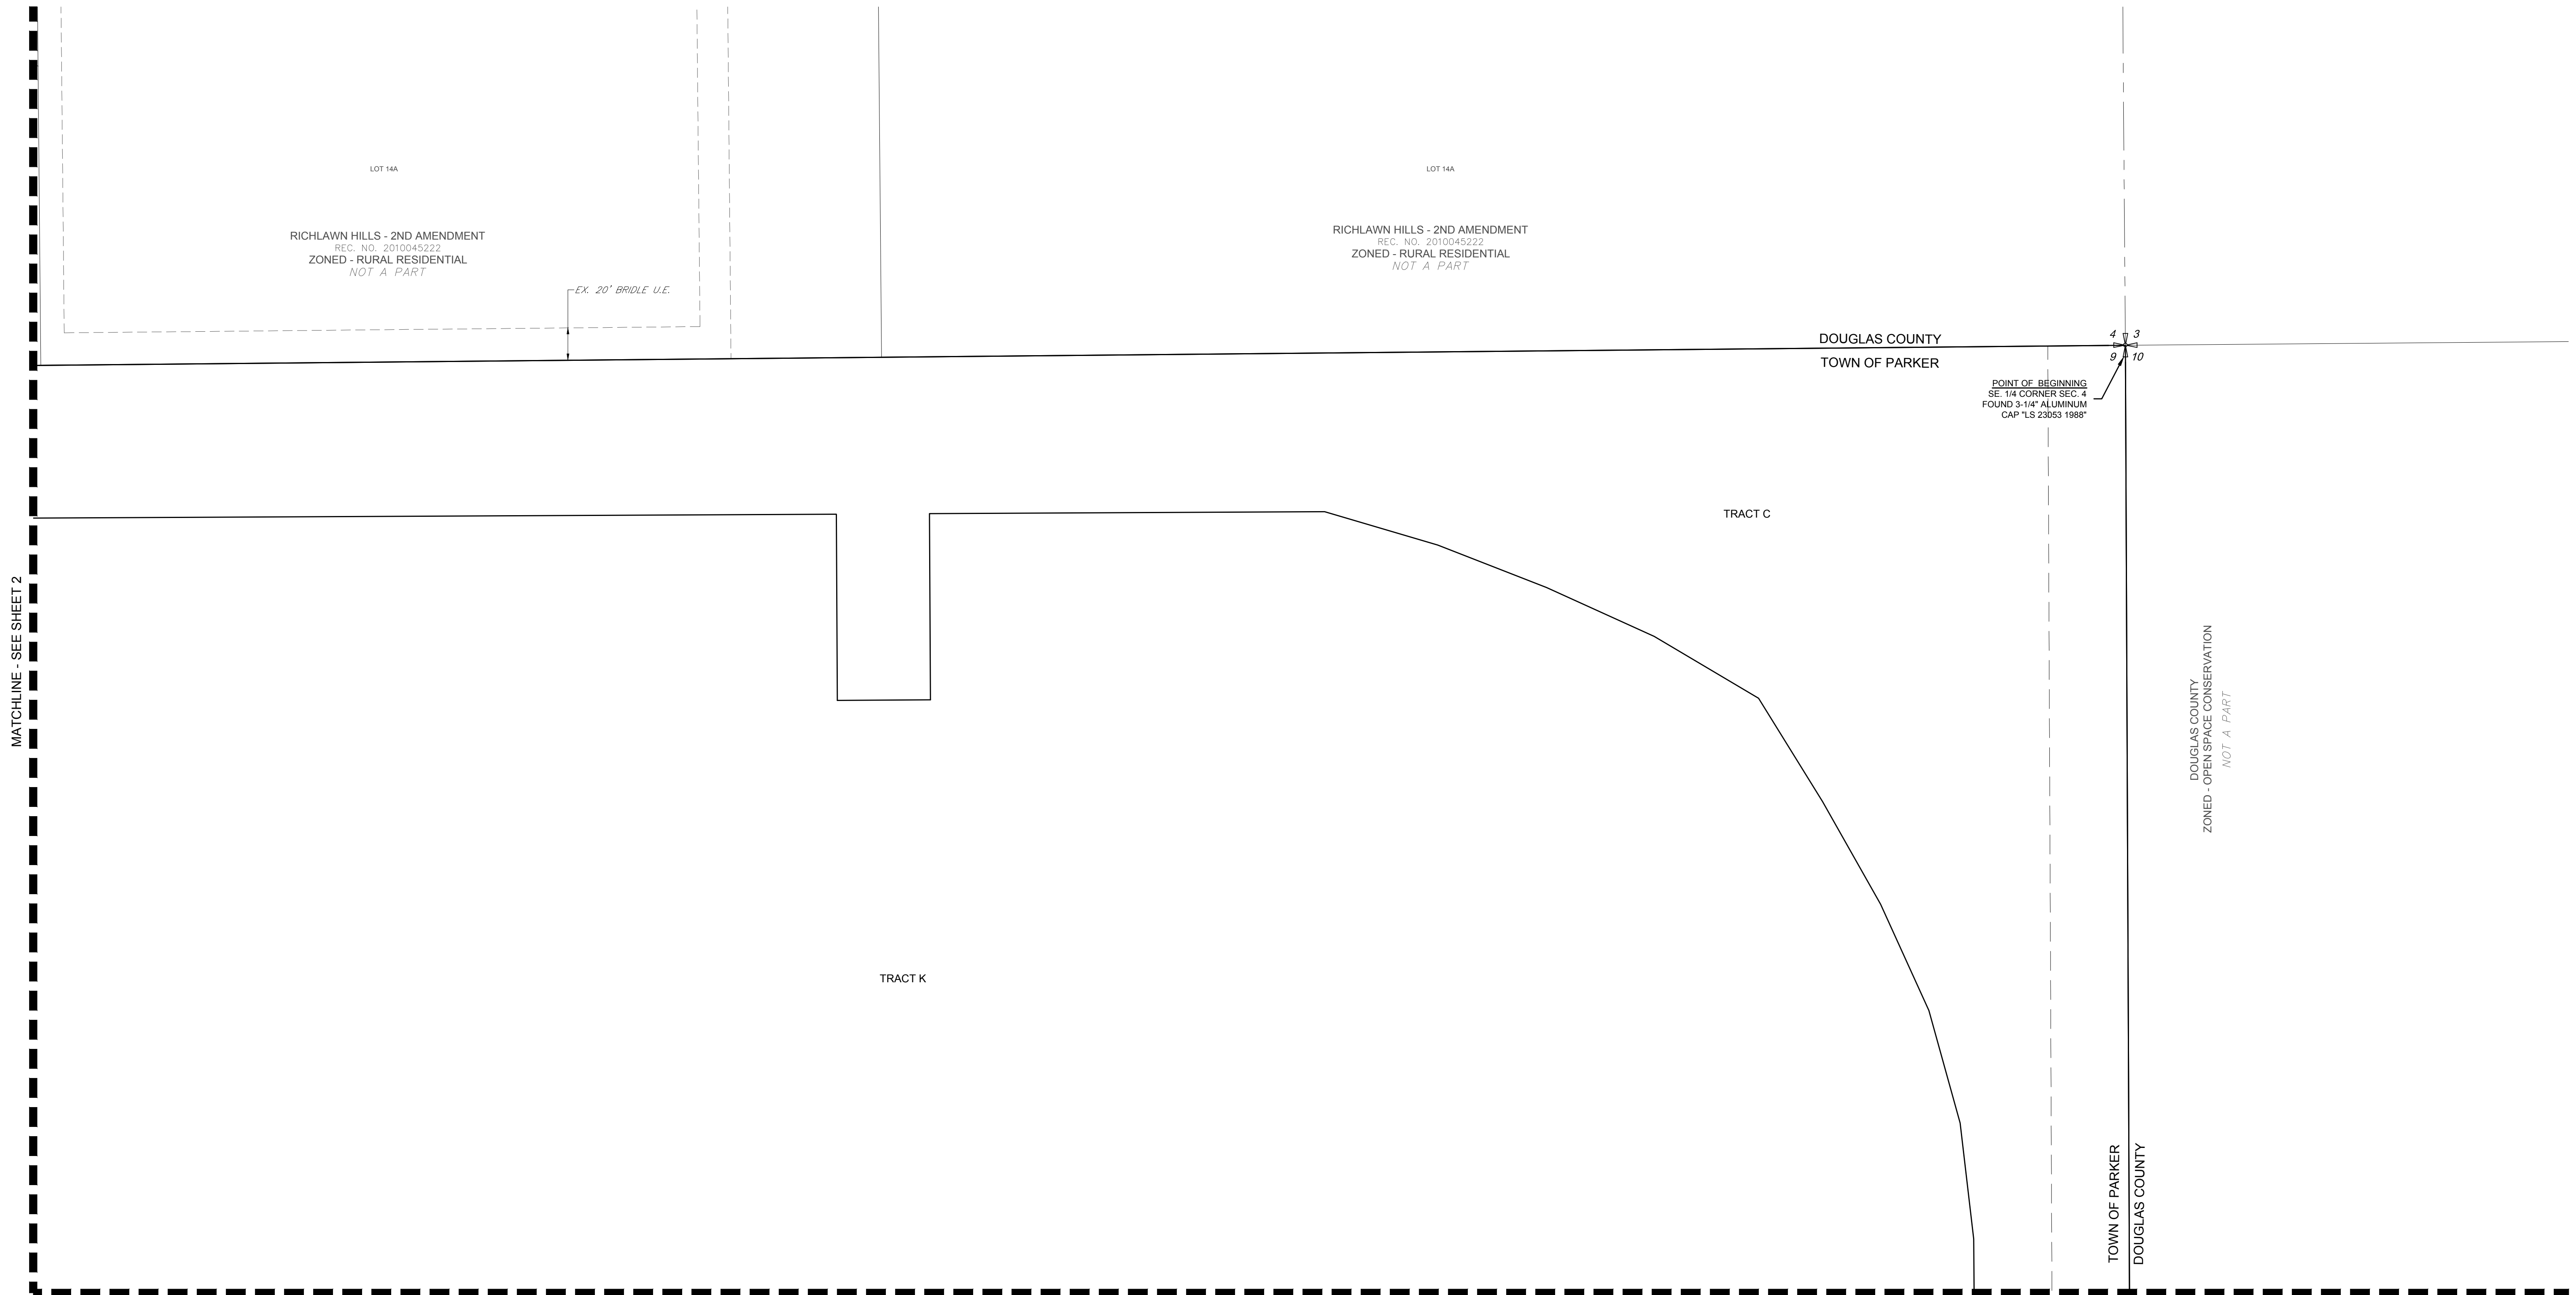 LOT 14A
RICHLAWN HILLS - 2ND AMENDMENT
REC. NO. 2010045222
ZONED - RURAL RESIDENTIAL
NOT A PART
EX. 20' BRIDLE U.E.
LOT 14A
RICHLAWN HILLS - 2ND AMENDMENT
REC. NO. 2010045222
ZONED - RURAL RESIDENTIAL
NOT A PART
DOUGLAS COUNTY
TOWN OF PARKER
4 3
9 10
POINT OF BEGINNING
SE. 1/4 CORNER SEC. 4
FOUND 3-1/4" ALUMINUM
CAP "LS 23053 1988"
TRACT C
MATCHLINE - SEE SHEET 2
DOUGLAS COUNTY
ZONED - OPEN SPACE CONSERVATION
NOT A PART
TRACT K
TOWN OF PARKER
DOUGLAS COUNTY